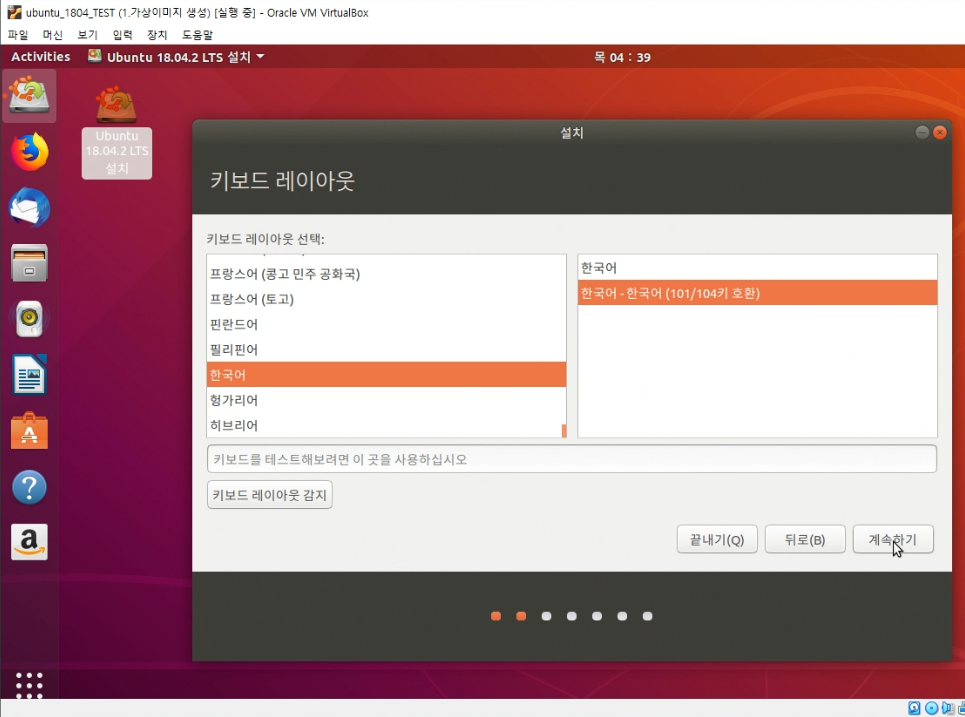 ubuntu_1804_TEST (1.가상이미지 생성) [실행 중] - Oracle VM VirtualBox
파일 머신 보기 입력 장치 도움말
Activities Ubuntu 18.04.2 LTS 설치 목 04 : 39
Ubuntu
18.04.2 LTS
설치
설치
키보드 레이아웃
키보드 레이아웃 선택:
프랑스어 (콩고 민주 공화국)
프랑스어 (토고)
핀란드어
필리핀어
한국어
헝가리어
히브리어
한국어
한국어 - 한국어 (101/104키 호환)
키보드를 테스트해보려면 이 곳을 사용하십시오
키보드 레이아웃 감지
끝내기(Q) 뒤로(B) 계속하기